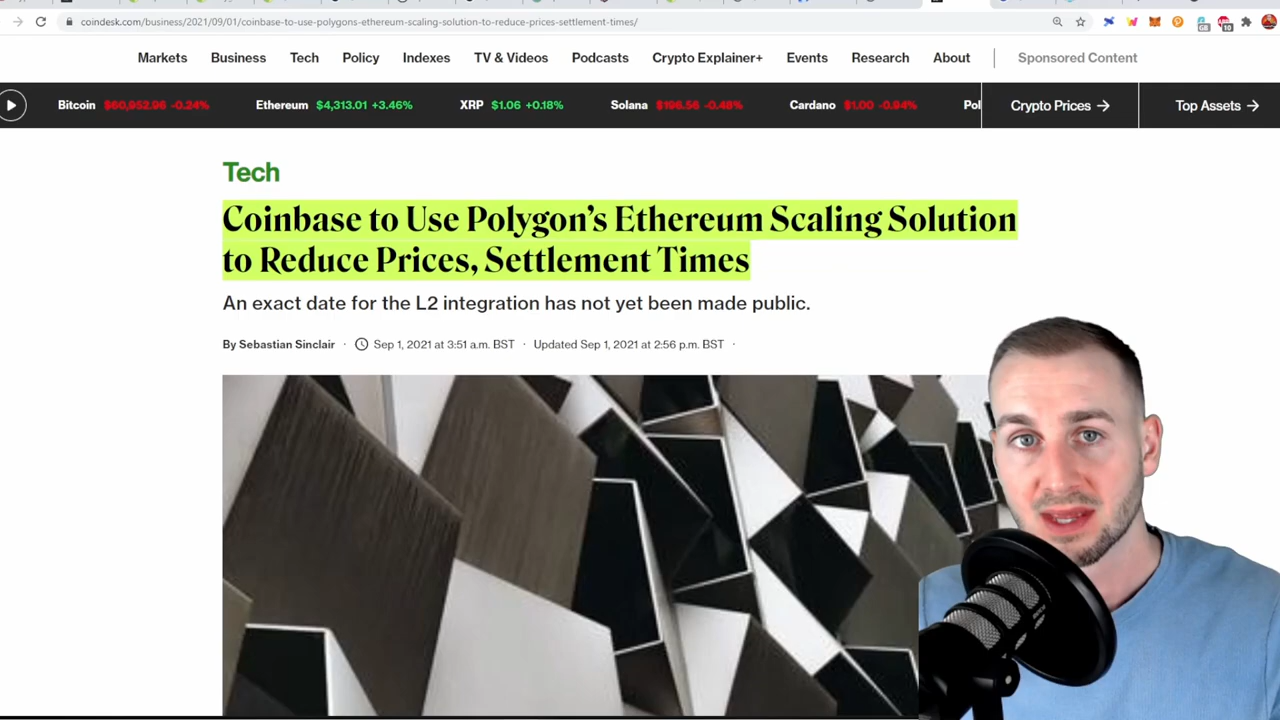 coindesk.com/business/2021/09/01/coinbase-to-use-polygons-ethereum-scaling-solution-to-reduce-prices-settlement-times/
Markets Business Tech Policy Indexes TV & Videos Podcasts Crypto Explainer+ Events Research About Sponsored Content
Bitcoin $60,952.96 -0.24% Ethereum $4,313.01 +3.46% XRP $1.06 +0.18% Solana $196.56 -0.48% Cardano $1.00 -0.94% Pol Crypto Prices → Top Assets →
Tech
Coinbase to Use Polygon’s Ethereum Scaling Solution
to Reduce Prices, Settlement Times
An exact date for the L2 integration has not yet been made public.
By Sebastian Sinclair · Sep 1, 2021 at 3:51 a.m. BST · Updated Sep 1, 2021 at 2:56 p.m. BST ·